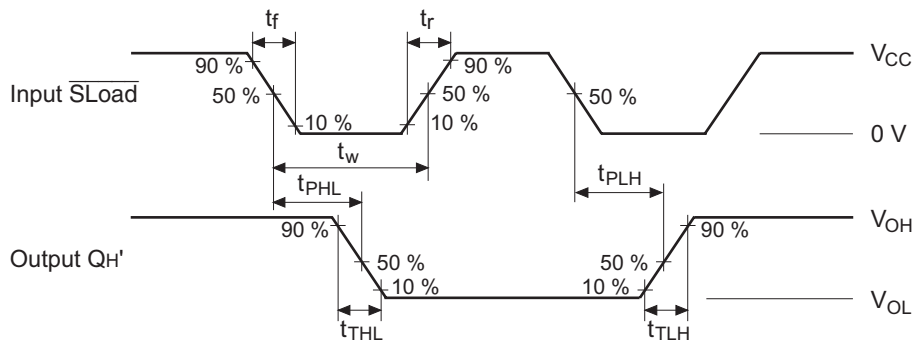 tf
tr
90 %
90 %
VCC
Input SLoad
50 %
50 %
50 %
10 %
10 %
0 V
tw
tPHL
tPLH
90 %
90 %
VOH
Output QH'
50 %
50 %
10 %
10 %
VOL
tTHL
tTLH